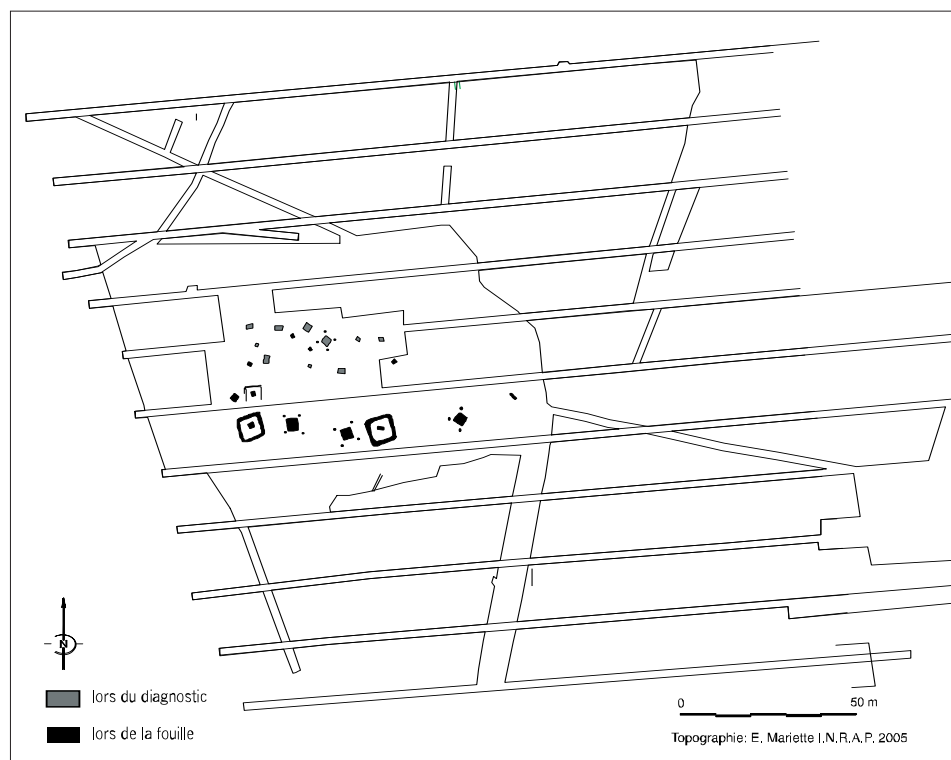 N
lors du diagnostic
lors de la fouille
0 50 m
Topographie: E. Mariette I.N.R.A.P. 2005